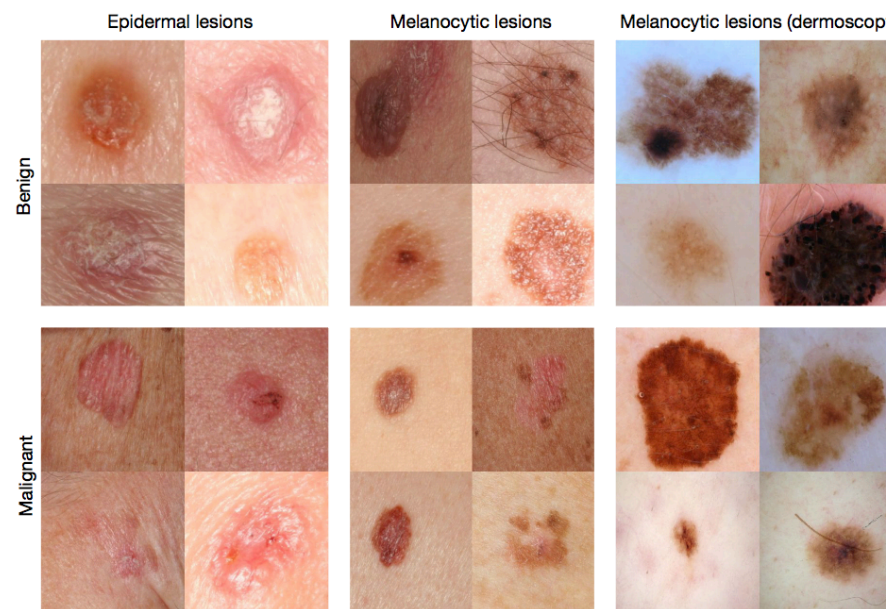 Epidermal lesions
Melanocytic lesions
Melanocytic lesions (dermoscop
Benign
Malignant